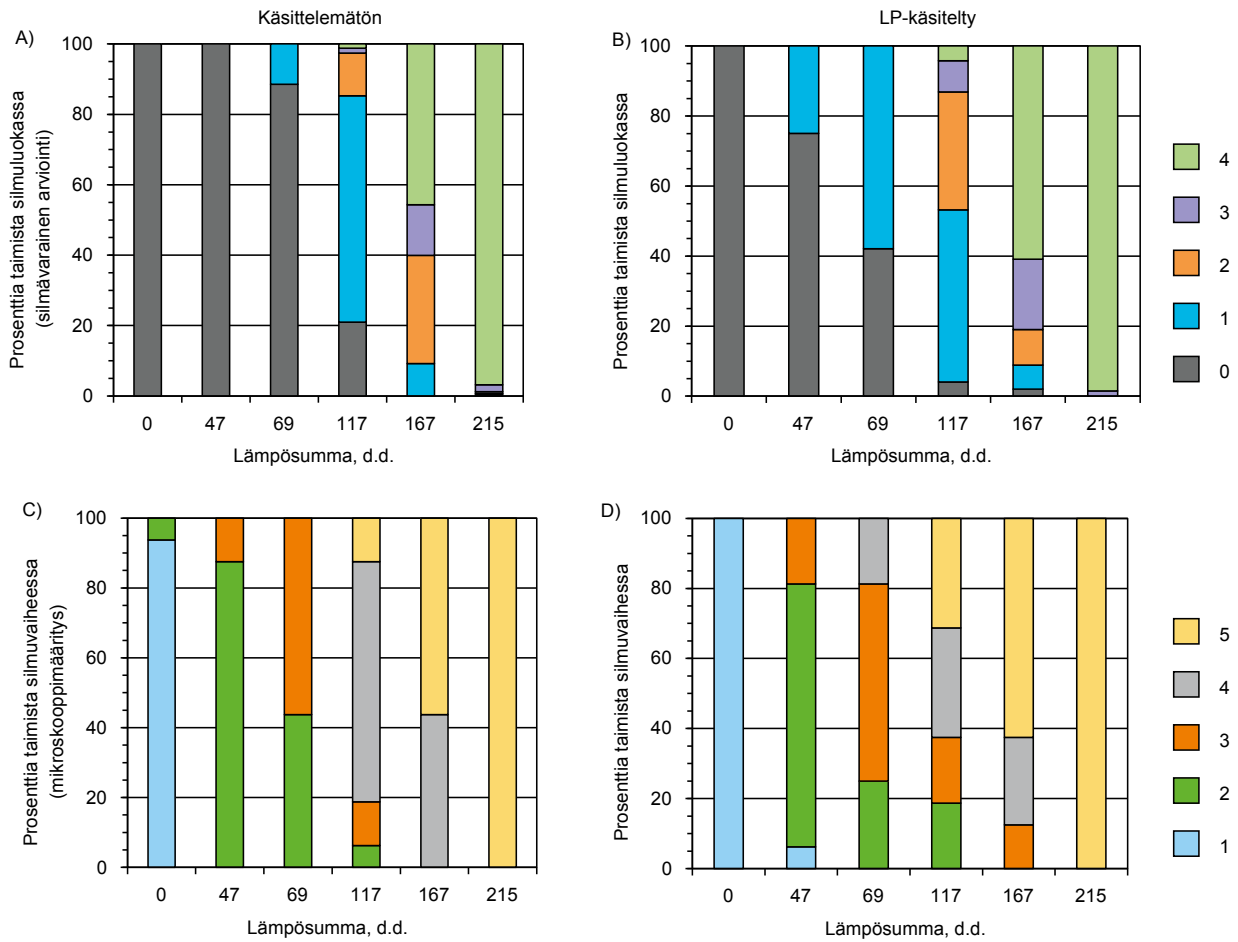 Käsittelemätön
LP-käsitelty
A)
Prosenttia taimista silmuluokassa
(silmävarainen arviointi)
100
80
60
40
20
0
0 47 69 117 167 215
Lämpösumma, d.d.
B)
Prosenttia taimista silmuluokassa
100
80
60
40
20
0
0 47 69 117 167 215
Lämpösumma, d.d.
4
3
2
1
0
C)
Prosenttia taimista silmuvaiheessa
(mikroskooppimääritys)
100
80
60
40
20
0
0 47 69 117 167 215
Lämpösumma, d.d.
D)
Prosenttia taimista silmuvaihessa
100
80
60
40
20
0
0 47 69 117 167 215
Lämpösumma, d.d.
5
4
3
2
1